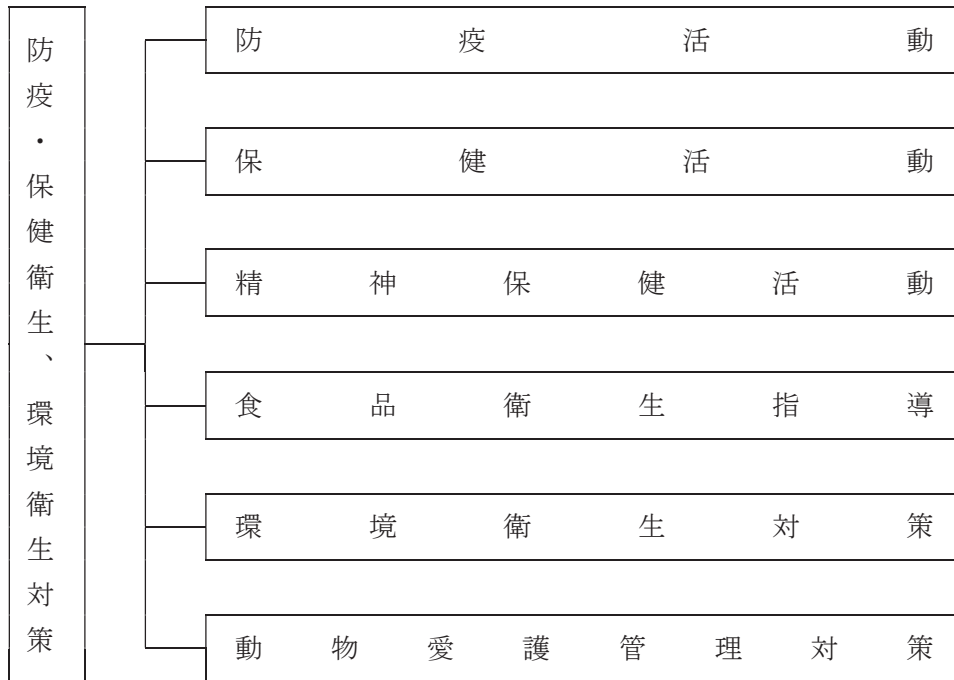 防疫・保健衛生、環境衛生対策
防疫活動
保健活動
精神保健活動
食品衛生指導
環境衛生対策
動物愛護管理対策